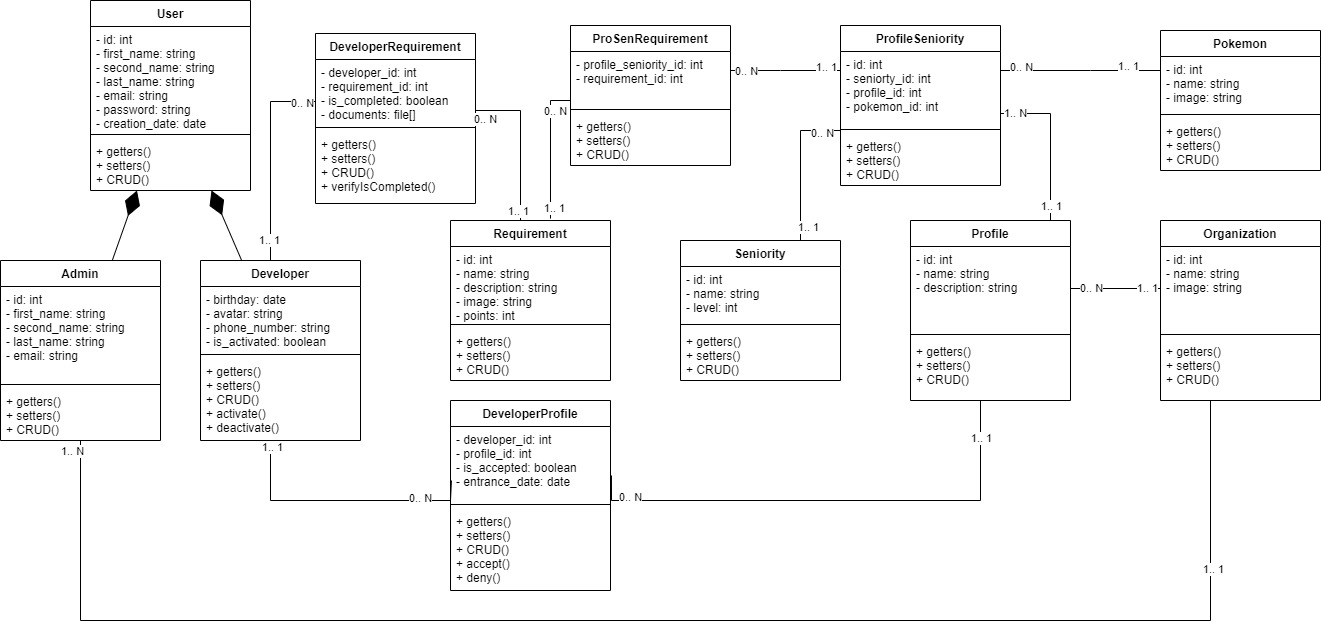 User
- id: int
- first_name: string
- second_name: string
- last_name: string
- email: string
- password: string
- creation_date: date
+ getters()
+ setters()
+ CRUD()
DeveloperRequirement
- developer_id: int
- requirement_id: int
- is_completed: boolean
- documents: file[]
+ getters()
+ setters()
+ CRUD()
+ verifyIsCompleted()
ProSenRequirement
- profile_seniority_id: int
- requirement_id: int
+ getters()
+ setters()
+ CRUD()
ProfileSeniority
- id: int
- seniorty_id: int
- profile_id: int
- pokemon_id: int
+ getters()
+ setters()
+ CRUD()
Pokemon
- id: int
- name: string
- image: string
+ getters()
+ setters()
+ CRUD()
0.. N
0.. N
0.. N
0.. N
1.. 1
0.. N
1.. 1
1.. N
0.. N
1.. 1
1.. 1
1.. 1
1.. 1
1.. 1
Admin
- id: int
- first_name: string
- second_name: string
- last_name: string
- email: string
+ getters()
+ setters()
+ CRUD()
Developer
- birthday: date
- avatar: string
- phone_number: string
- is_activated: boolean
+ getters()
+ setters()
+ CRUD()
+ activate()
+ deactivate()
Requirement
- id: int
- name: string
- description: string
- image: string
- points: int
+ getters()
+ setters()
+ CRUD()
Seniority
- id: int
- name: string
- level: int
+ getters()
+ setters()
+ CRUD()
Profile
- id: int
- name: string
- description: string
+ getters()
+ setters()
+ CRUD()
0.. N
1.. 1
Organization
- id: int
- name: string
- image: string
+ getters()
+ setters()
+ CRUD()
DeveloperProfile
- developer_id: int
- profile_id: int
- is_accepted: boolean
- entrance_date: date
+ getters()
+ setters()
+ CRUD()
+ accept()
+ deny()
1.. N
1.. 1
1.. 1
0.. N
0.. N
1.. 1